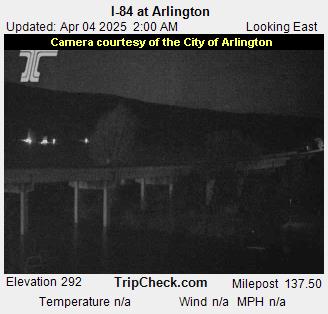 I-84 at Arlington
Updated: Apr 04 2025 2:00 AM Looking East
Camera courtesy of the City of Arlington
Elevation 292 TripCheck.com Milepost 137.50
Temperature n/a Wind n/a MPH n/a